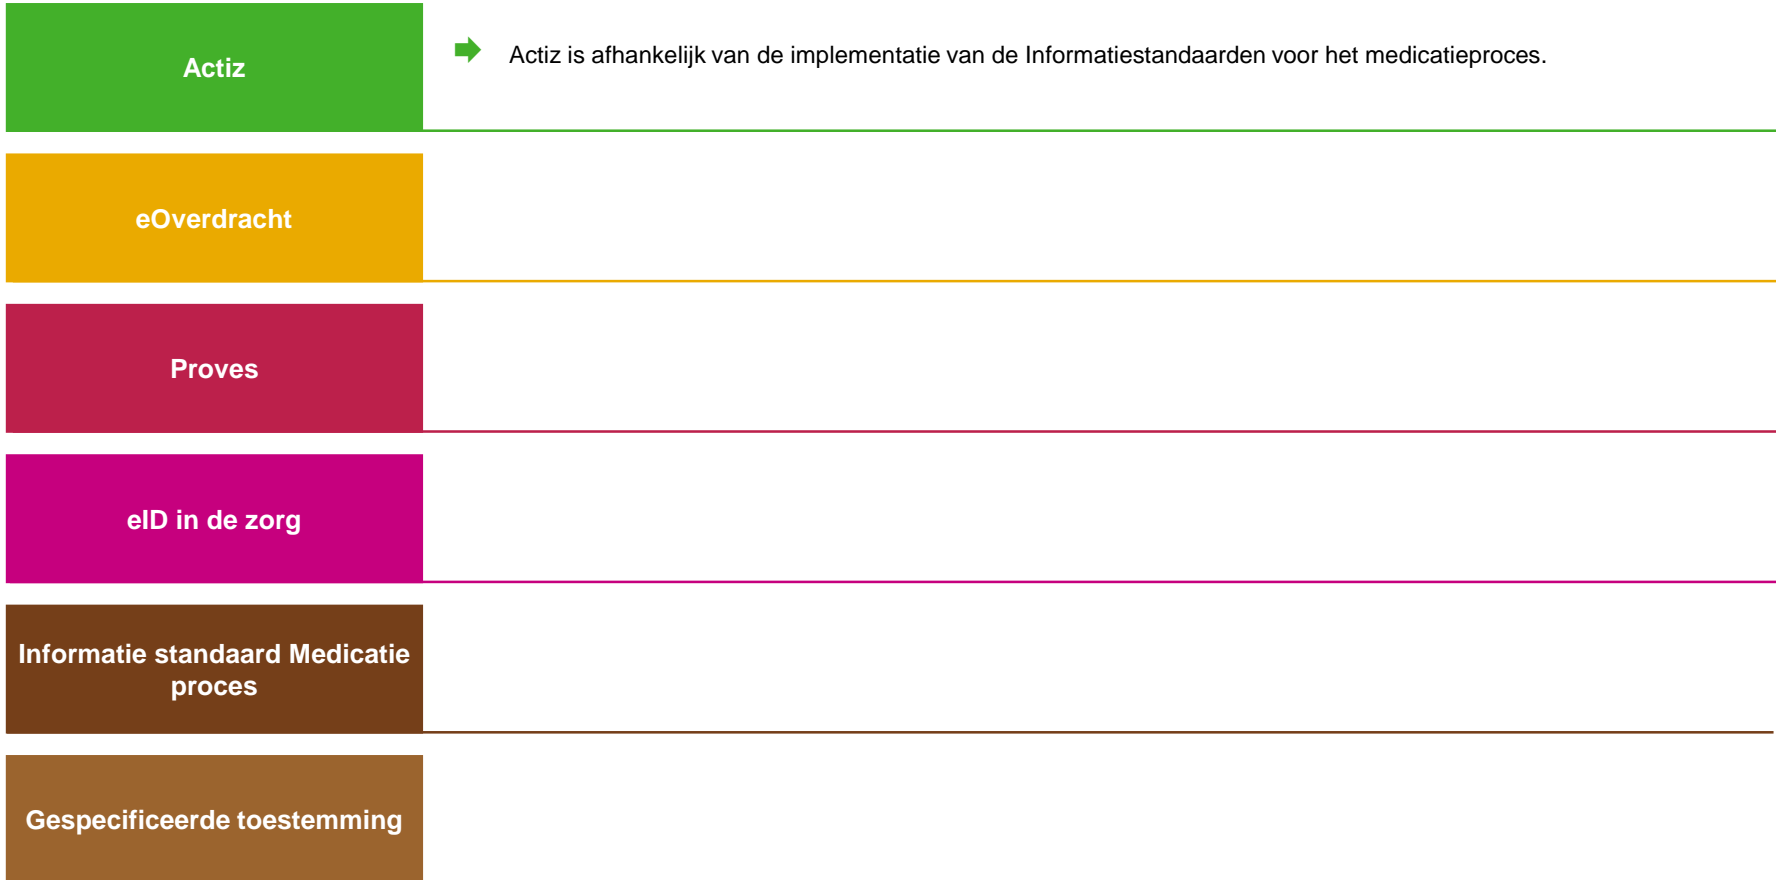 Actiz
Actiz is afhankelijk van de implementatie van de Informatiestandaarden voor het medicatieproces.
eOverdracht
Proves
eID in de zorg
Informatie standaard Medicatie
proces
Gespecificeerde toestemming